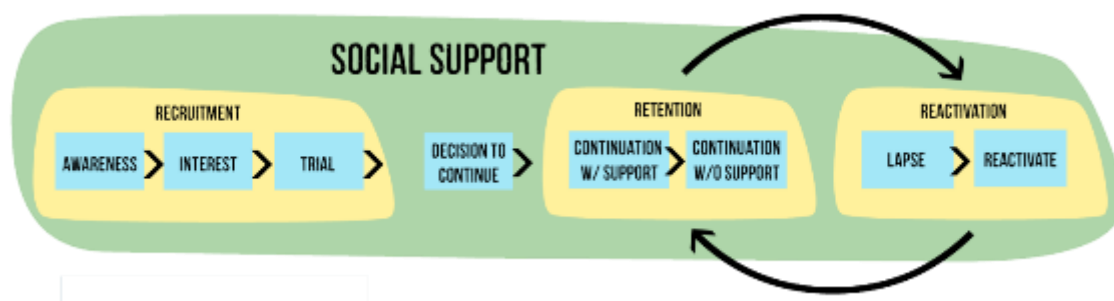 SOCIAL SUPPORT
RECRUITMENT
AWARENESS
INTEREST
TRIAL
DECISION TO
CONTINUE
RETENTION
CONTINUATION
W/ SUPPORT
CONTINUATION
W/O SUPPORT
REACTIVATION
LAPSE
REACTIVATE